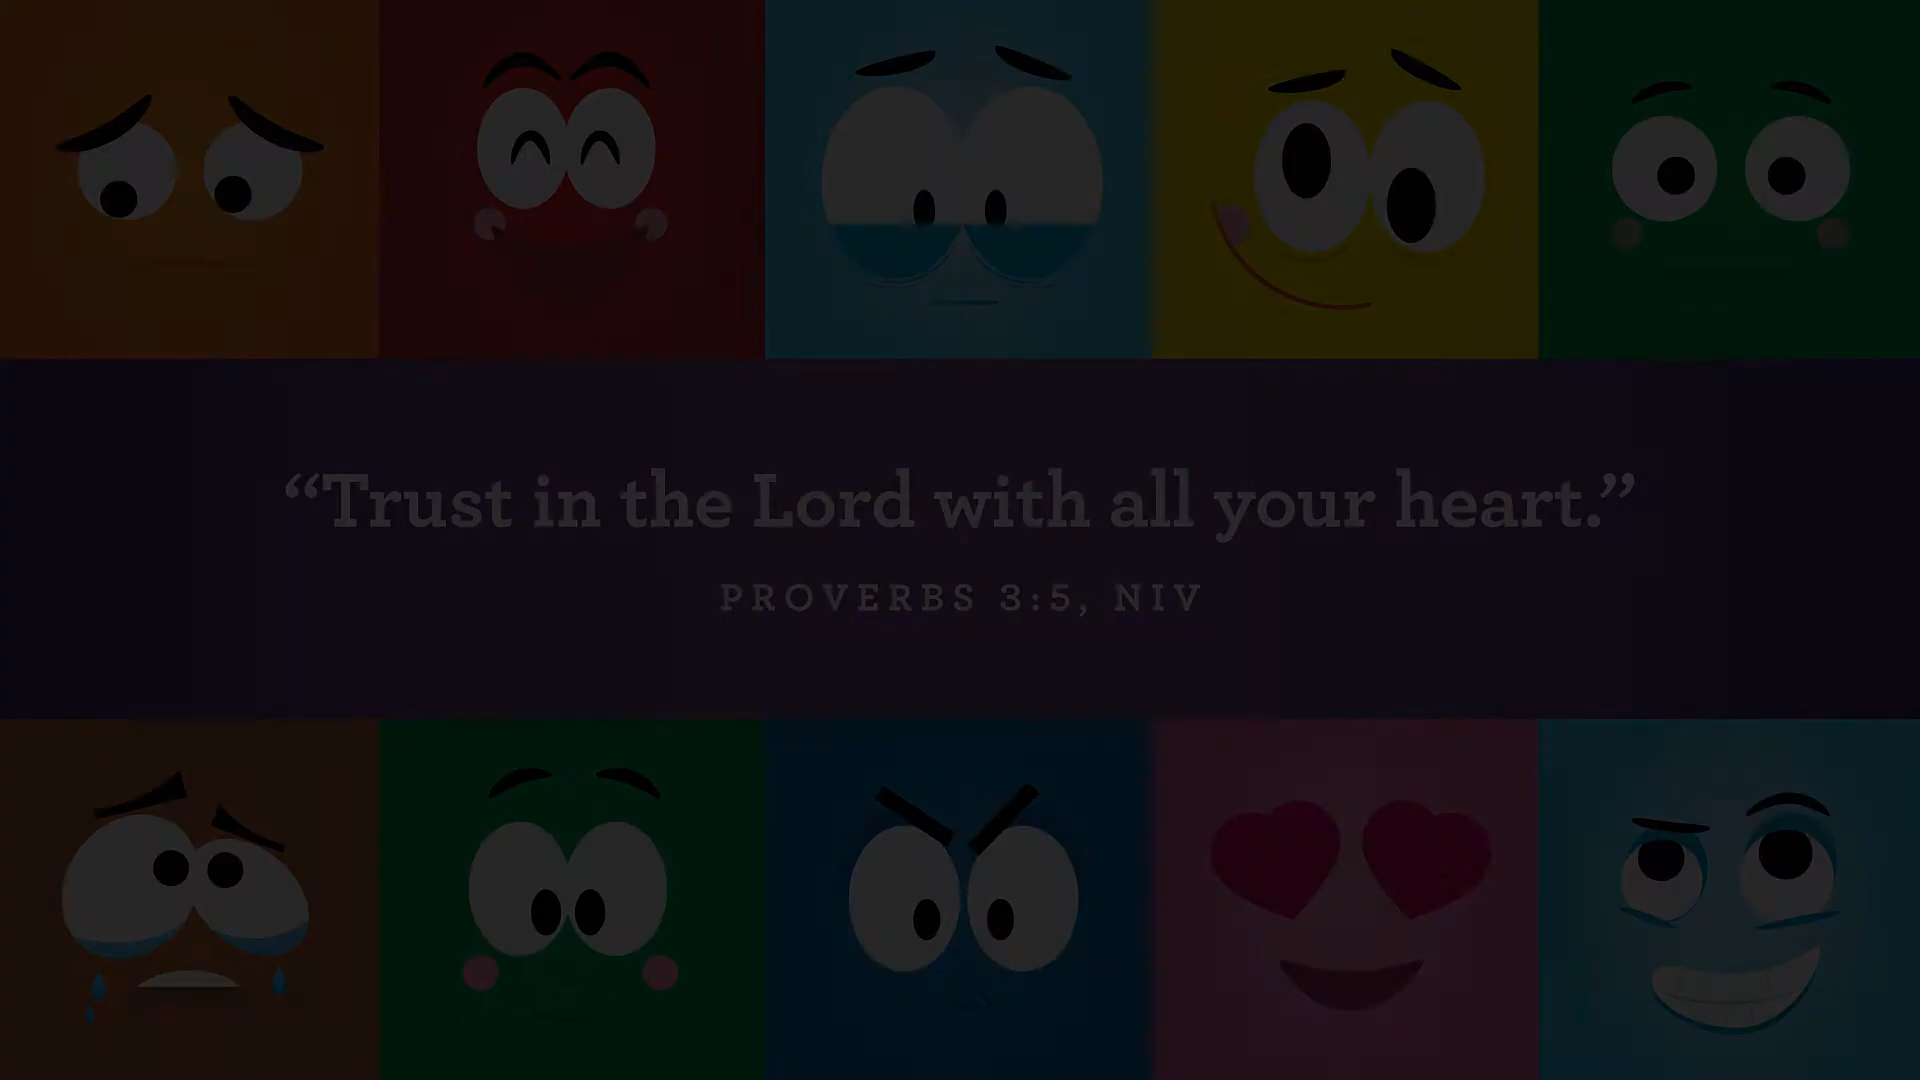 “Trust in the Lord with all your heart.”
PROVERBS 3:5, NIV